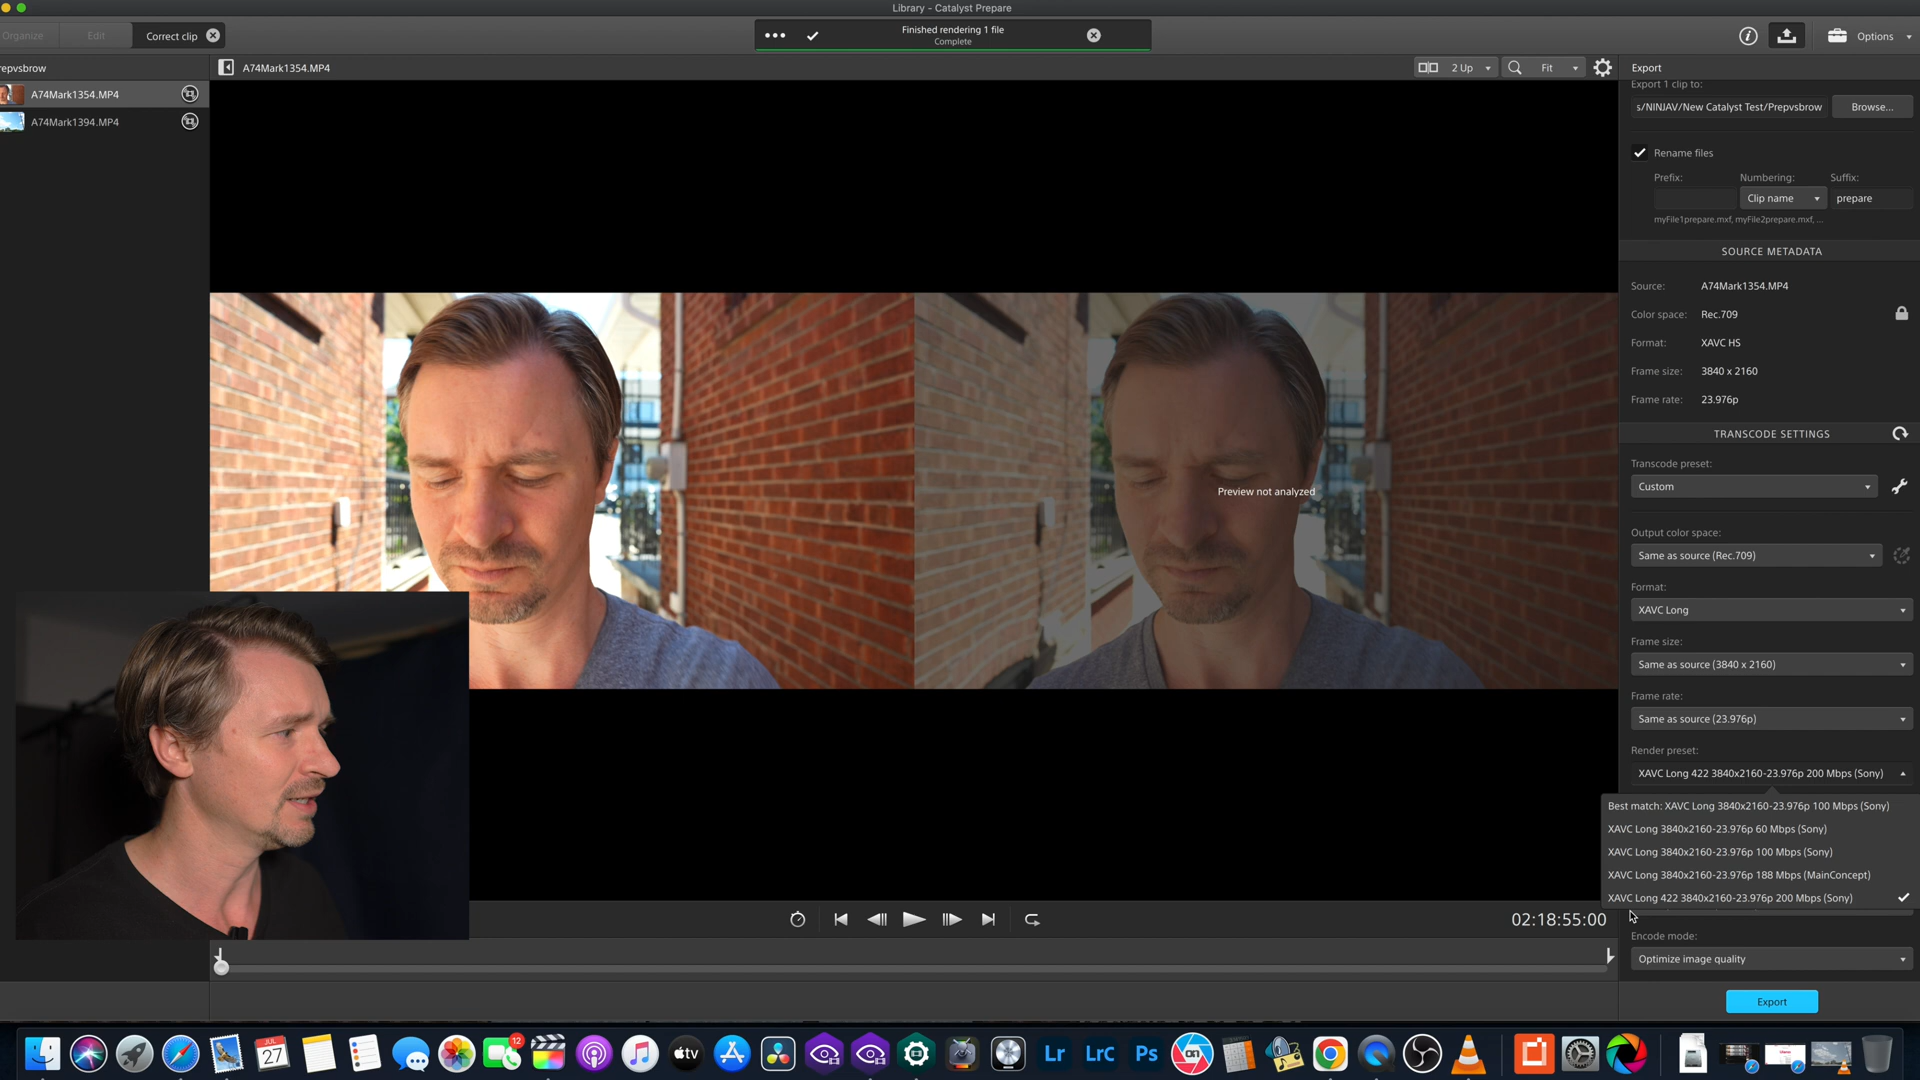 Library - Catalyst Prepare
Organize
Edit
Correct clip
Finished rendering 1 file
Complete
Options
epvsbrow
A74Mark1354.MP4
2 Up
Fit
Export
A74Mark1354.MP4
A74Mark1394.MP4
Export 1 clip to:
s/NINJAV/New Catalyst Test/Prepvsbrow
Browse...
Rename files
Prefix:
Numbering:
Suffix:
Clip name
prepare
myFile1prepare.mxf, myFile2prepare.mxf, ...
SOURCE METADATA
Source: A74Mark1354.MP4
Color space: Rec.709
Format: XAVC HS
Frame size: 3840 x 2160
Frame rate: 23.976p
TRANSCODE SETTINGS
Transcode preset:
Custom
Preview not analyzed
Output color space:
Same as source (Rec.709)
Format:
XAVC Long
Frame size:
Same as source (3840 x 2160)
Frame rate:
Same as source (23.976p)
Render preset:
XAVC Long 422 3840x2160-23.976p 200 Mbps (Sony)
Best match: XAVC Long 3840x2160-23.976p 100 Mbps (Sony)
XAVC Long 3840x2160-23.976p 60 Mbps (Sony)
XAVC Long 3840x2160-23.976p 100 Mbps (Sony)
XAVC Long 3840x2160-23.976p 188 Mbps (MainConcept)
XAVC Long 422 3840x2160-23.976p 200 Mbps (Sony)
02:18:55:00
Encode mode:
Optimize image quality
Export
JUL
27
12
tv
Lr
LrC
Ps